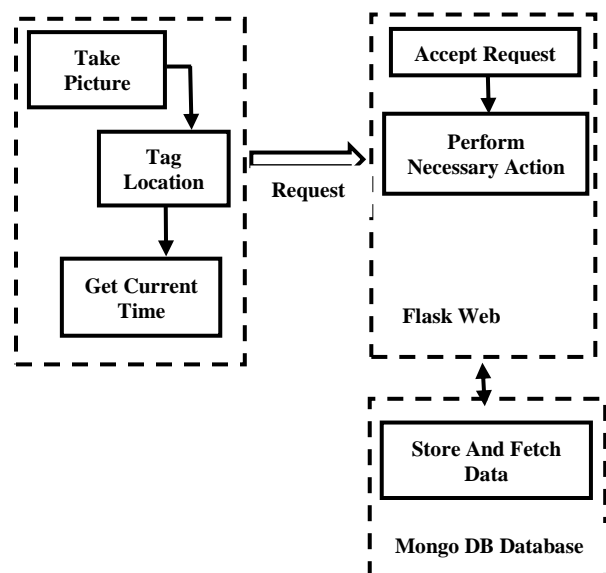 Take
Picture
Tag
Location
Get Current
Time
Request
Accept Request
Perform
Necessary Action
Flask Web
Store And Fetch
Data
Mongo DB Database